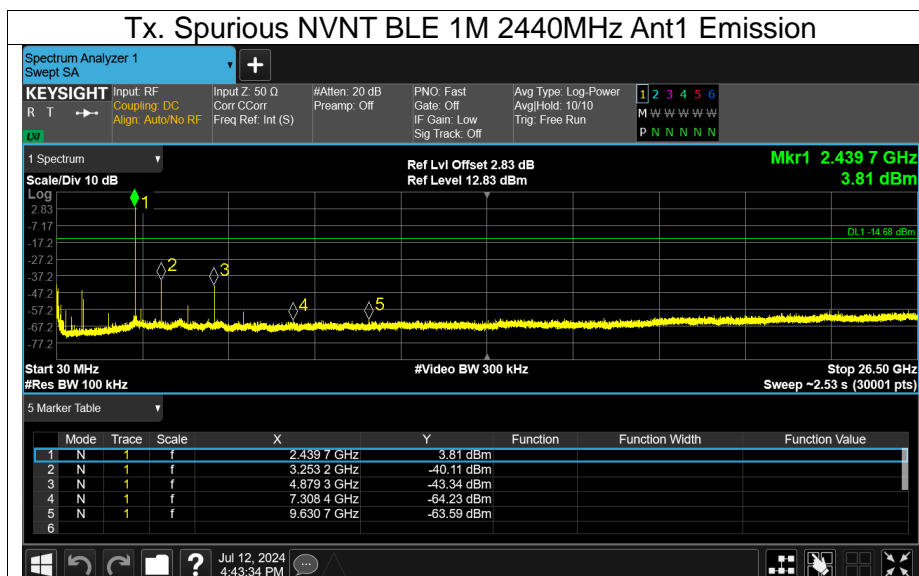 Tx. Spurious NVNT BLE 1M 2440MHz Ant1 Emission
Spectrum Analyzer 1
Swept SA
+
KEYSIGHT Input: RF Input Z: 50 Ω #Atten: 20 dB PNO: Fast Avg Type: Log-Power 1 2 3 4 5 6
R T Coupling: DC Corr CCorr Preamp: Off Gate: Off Avg|Hold: 10/10 M W W W W W
Align: Auto/No RF Freq Ref: Int (S) IF Gain: Low Trig: Free Run
LXI Sig Track: Off P N N N N N
1 Spectrum Ref Lvl Offset 2.83 dB Mkr1 2.439 7 GHz
Scale/Div 10 dB Ref Level 12.83 dBm 3.81 dBm
Log
1
2.83
-7.17
DL1 -14.68 dBm
-17.2
-27.2
2 3
-37.2
-47.2
4 5
-57.2
-67.2
-77.2
Start 30 MHz #Video BW 300 kHz Stop 26.50 GHz
#Res BW 100 kHz Sweep ~2.53 s (30001 pts)
5 Marker Table
Mode Trace Scale X Y Function Function Width Function Value
1 N 1 f 2.439 7 GHz 3.81 dBm
2 N 1 f 3.253 2 GHz -40.11 dBm
3 N 1 f 4.879 3 GHz -43.34 dBm
4 N 1 f 7.308 4 GHz -64.23 dBm
5 N 1 f 9.630 7 GHz -63.59 dBm
6
? Jul 12, 2024
4:43:34 PM